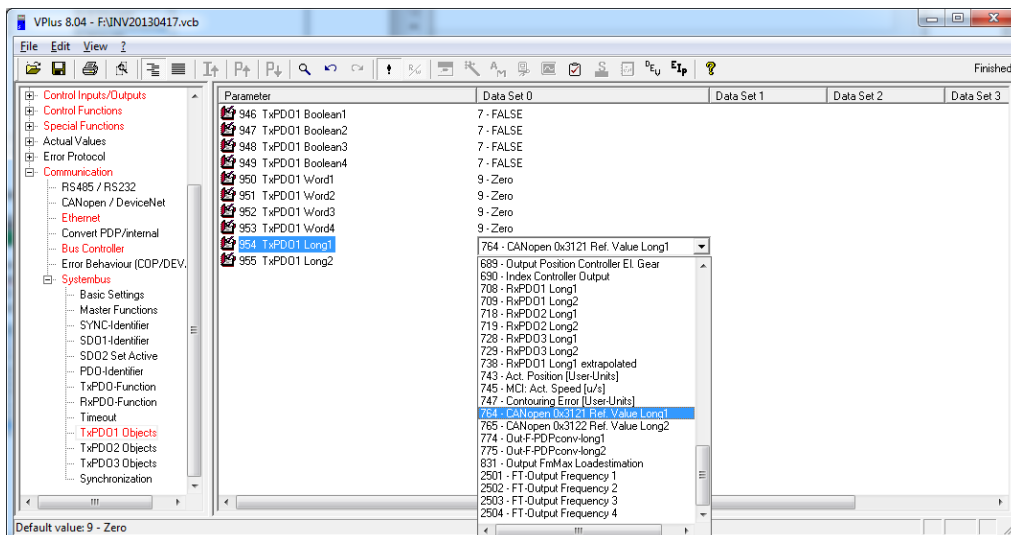 VPlus 8.04 - F:\INV20130417.vcb
File Edit View ?
Finished
Control Inputs/Outputs
Control Functions
Special Functions
Actual Values
Error Protocol
Communication
RS485 / RS232
CANopen / DeviceNet
Ethernet
Convert PDP/internal
Bus Controller
Error Behaviour (COP/DEV.
Systembus
Basic Settings
Master Functions
SYNC-Identifier
SDO1-Identifier
SDO2 Set Active
PDO-Identifier
TxPDO-Function
RxPDO-Function
Timeout
TxPDO1 Objects
TxPDO2 Objects
TxPDO3 Objects
Synchronization
Parameter Data Set 0 Data Set 1 Data Set 2 Data Set 3
946 TxPDO1 Boolean1 7 - FALSE
947 TxPDO1 Boolean2 7 - FALSE
948 TxPDO1 Boolean3 7 - FALSE
949 TxPDO1 Boolean4 7 - FALSE
950 TxPDO1 Word1 9 - Zero
951 TxPDO1 Word2 9 - Zero
952 TxPDO1 Word3 9 - Zero
953 TxPDO1 Word4 9 - Zero
954 TxPDO1 Long1 764 - CANopen 0x3121 Ref. Value Long1
955 TxPDO1 Long2
689 - Output Position Controller El. Gear
690 - Index Controller Output
708 - RxPDO1 Long1
709 - RxPDO1 Long2
718 - RxPDO2 Long1
719 - RxPDO2 Long2
728 - RxPDO3 Long1
729 - RxPDO3 Long2
738 - RxPDO1 Long1 extrapolated
743 - Act. Position [User-Units]
745 - MCI: Act. Speed [u/s]
747 - Contouring Error [User-Units]
764 - CANopen 0x3121 Ref. Value Long1
765 - CANopen 0x3122 Ref. Value Long2
774 - Out-F-PDPconv-long1
775 - Out-F-PDPconv-long2
831 - Output FmMax Loadestimation
2501 - FT-Output Frequency 1
2502 - FT-Output Frequency 2
2503 - FT-Output Frequency 3
2504 - FT-Output Frequency 4
Default value: 9 - Zero